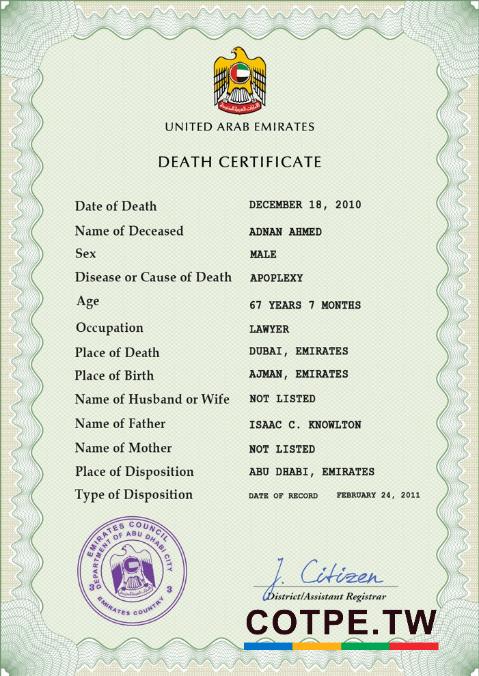 UNITED ARAB EMIRATES
DEATH CERTIFICATE
Date of Death DECEMBER 18, 2010
Name of Deceased ADNAN AHMED
Sex MALE
Disease or Cause of Death APOPLEXY
Age 67 YEARS 7 MONTHS
Occupation LAWYER
Place of Death DUBAI, EMIRATES
Place of Birth AJMAN, EMIRATES
Name of Husband or Wife NOT LISTED
Name of Father ISAAC C. KNOWLTON
Name of Mother NOT LISTED
Place of Disposition ABU DHABI, EMIRATES
Type of Disposition DATE OF RECORD FEBRUARY 24, 2011
EMIRATES COUNCIL
DEPARTMENT OF ABU DHABI CITY
3 3
EMIRATES COUNTRY
J. Citizen
District/Assistant Registrar
COTPE.TW